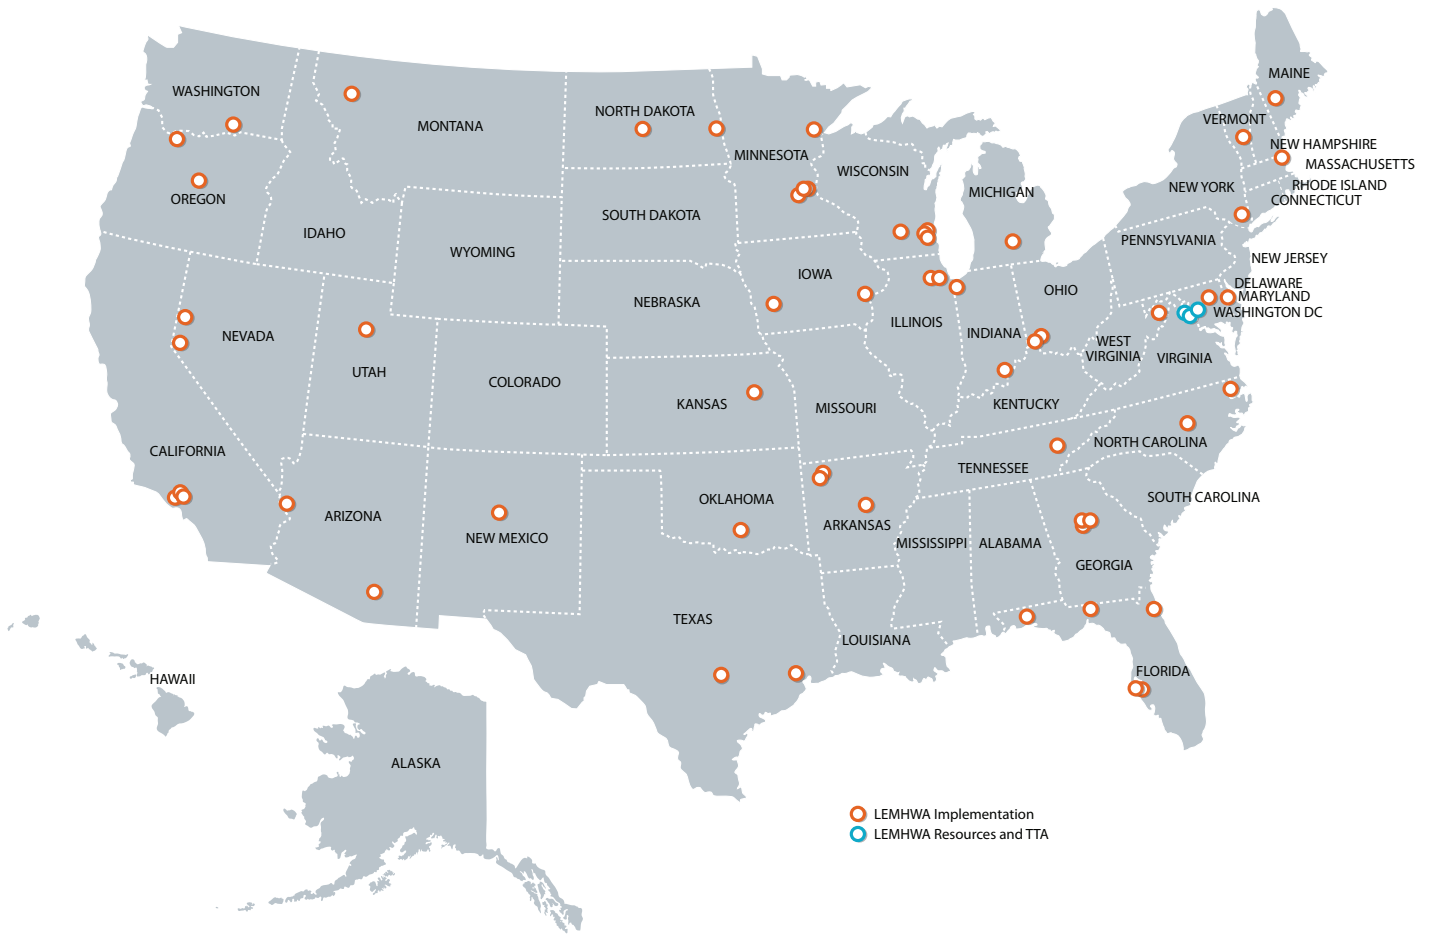 MAINE
WASHINGTON
NORTH DAKOTA
VERMONT
MONTANA
NEW HAMPSHIRE
MINNESOTA
MASSACHUSETTS
WISCONSIN
RHODE ISLAND
NEW YORK
MICHIGAN
OREGON
CONNECTICUT
SOUTH DAKOTA
IDAHO
PENNSYLVANIA
WYOMING
NEW JERSEY
IOWA
DELAWARE
OHIO
MARYLAND
NEBRASKA
WASHINGTON DC
ILLINOIS
NEVADA
INDIANA
WEST
VIRGINIA
VIRGINIA
UTAH
COLORADO
KANSAS
KENTUCKY
MISSOURI
NORTH CAROLINA
CALIFORNIA
TENNESSEE
SOUTH CAROLINA
OKLAHOMA
ARIZONA
ARKANSAS
NEW MEXICO
MISSISSIPPI
ALABAMA
GEORGIA
TEXAS
LOUISIANA
FLORIDA
HAWAII
ALASKA
LEMHWA Implementation
LEMHWA Resources and TTA